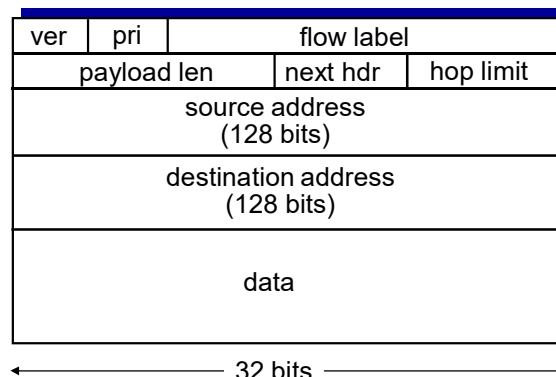 ver pri flow label
payload len next hdr hop limit
source address
(128 bits)
destination address
(128 bits)
data
32 bits